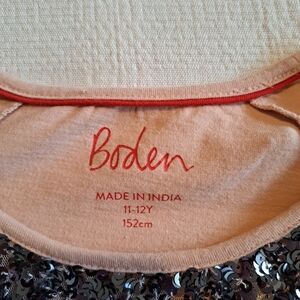 Boden
MADE IN INDIA
11-12Y
152cm